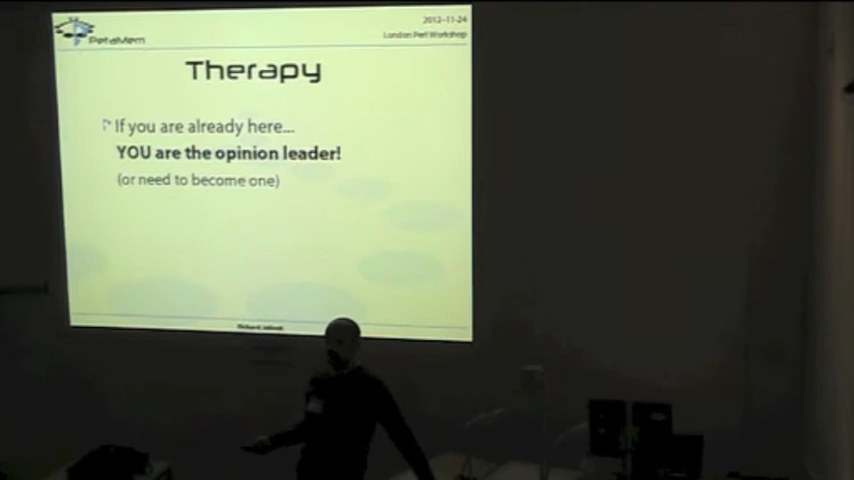 PetaMem
2012-11-24
London Perl Workshop
Therapy
If you are already here...
YOU are the opinion leader!
(or need to become one)